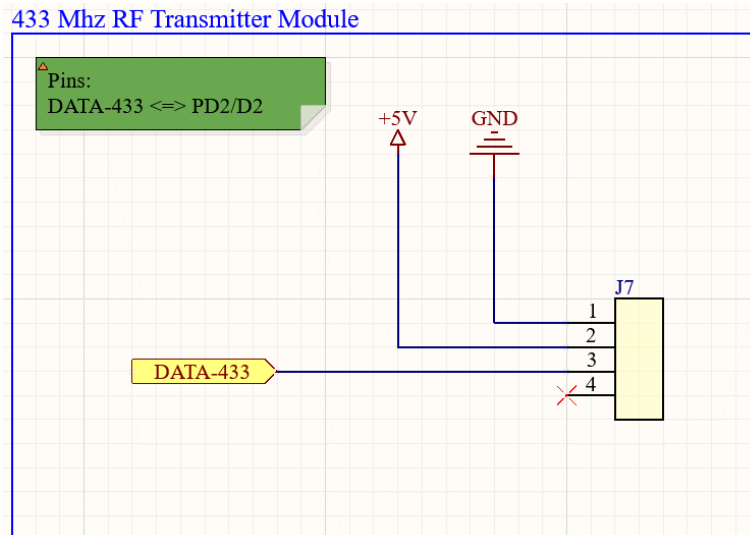 433 Mhz RF Transmitter Module
Pins:
DATA-433 <=> PD2/D2
+5V
GND
J7
1
2
3
DATA-433
4